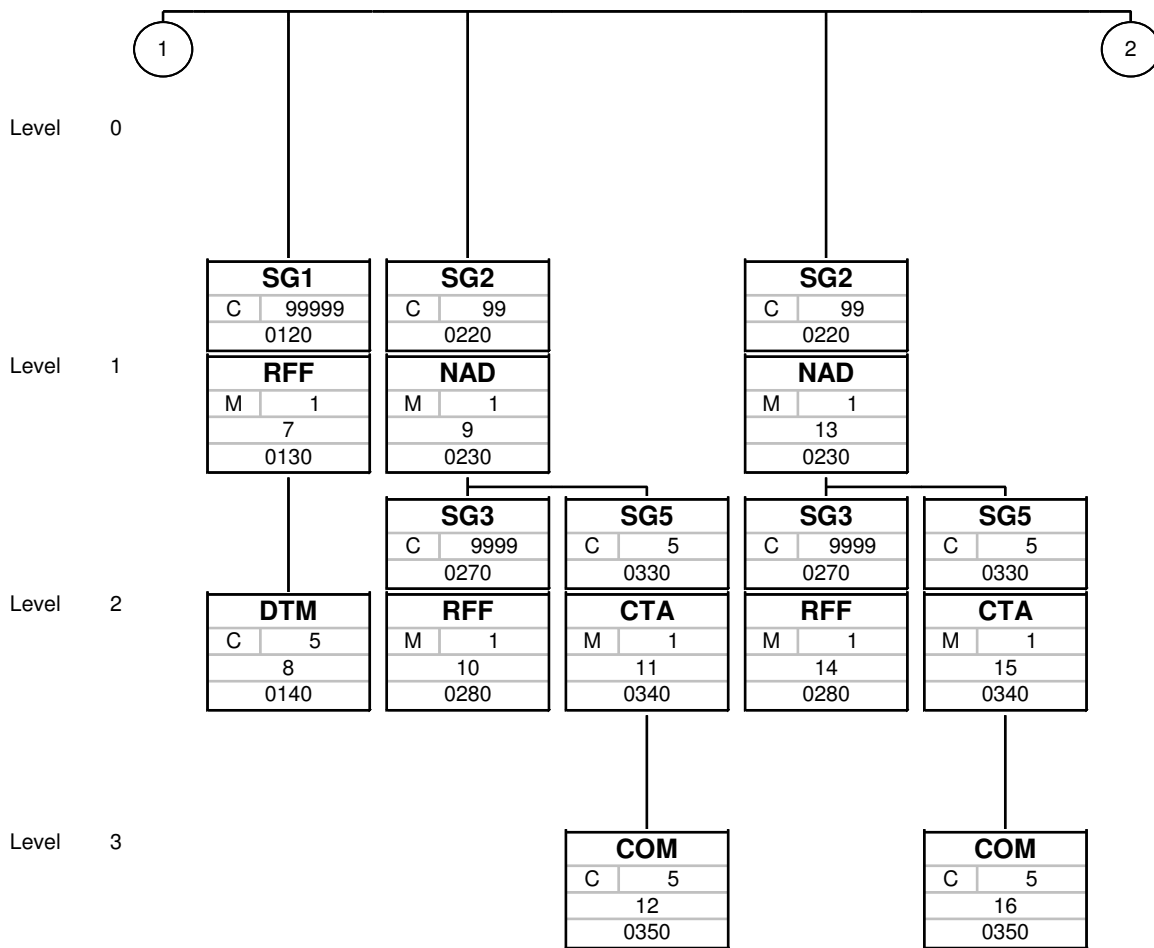 1 2
Level 0
SG1 SG2 SG2
C 99999 C 99 C 99
0120 0220 0220
Level 1
RFF NAD NAD
M 1 M 1 M 1
7 9 13
0130 0230 0230
SG3 SG5 SG3 SG5
C 9999 C 5 C 9999 C 5
0270 0330 0270 0330
Level 2
DTM RFF CTA RFF CTA
C 5 M 1 M 1 M 1 M 1
8 10 11 14 15
0140 0280 0340 0280 0340
Level 3
COM COM
C 5 C 5
12 16
0350 0350